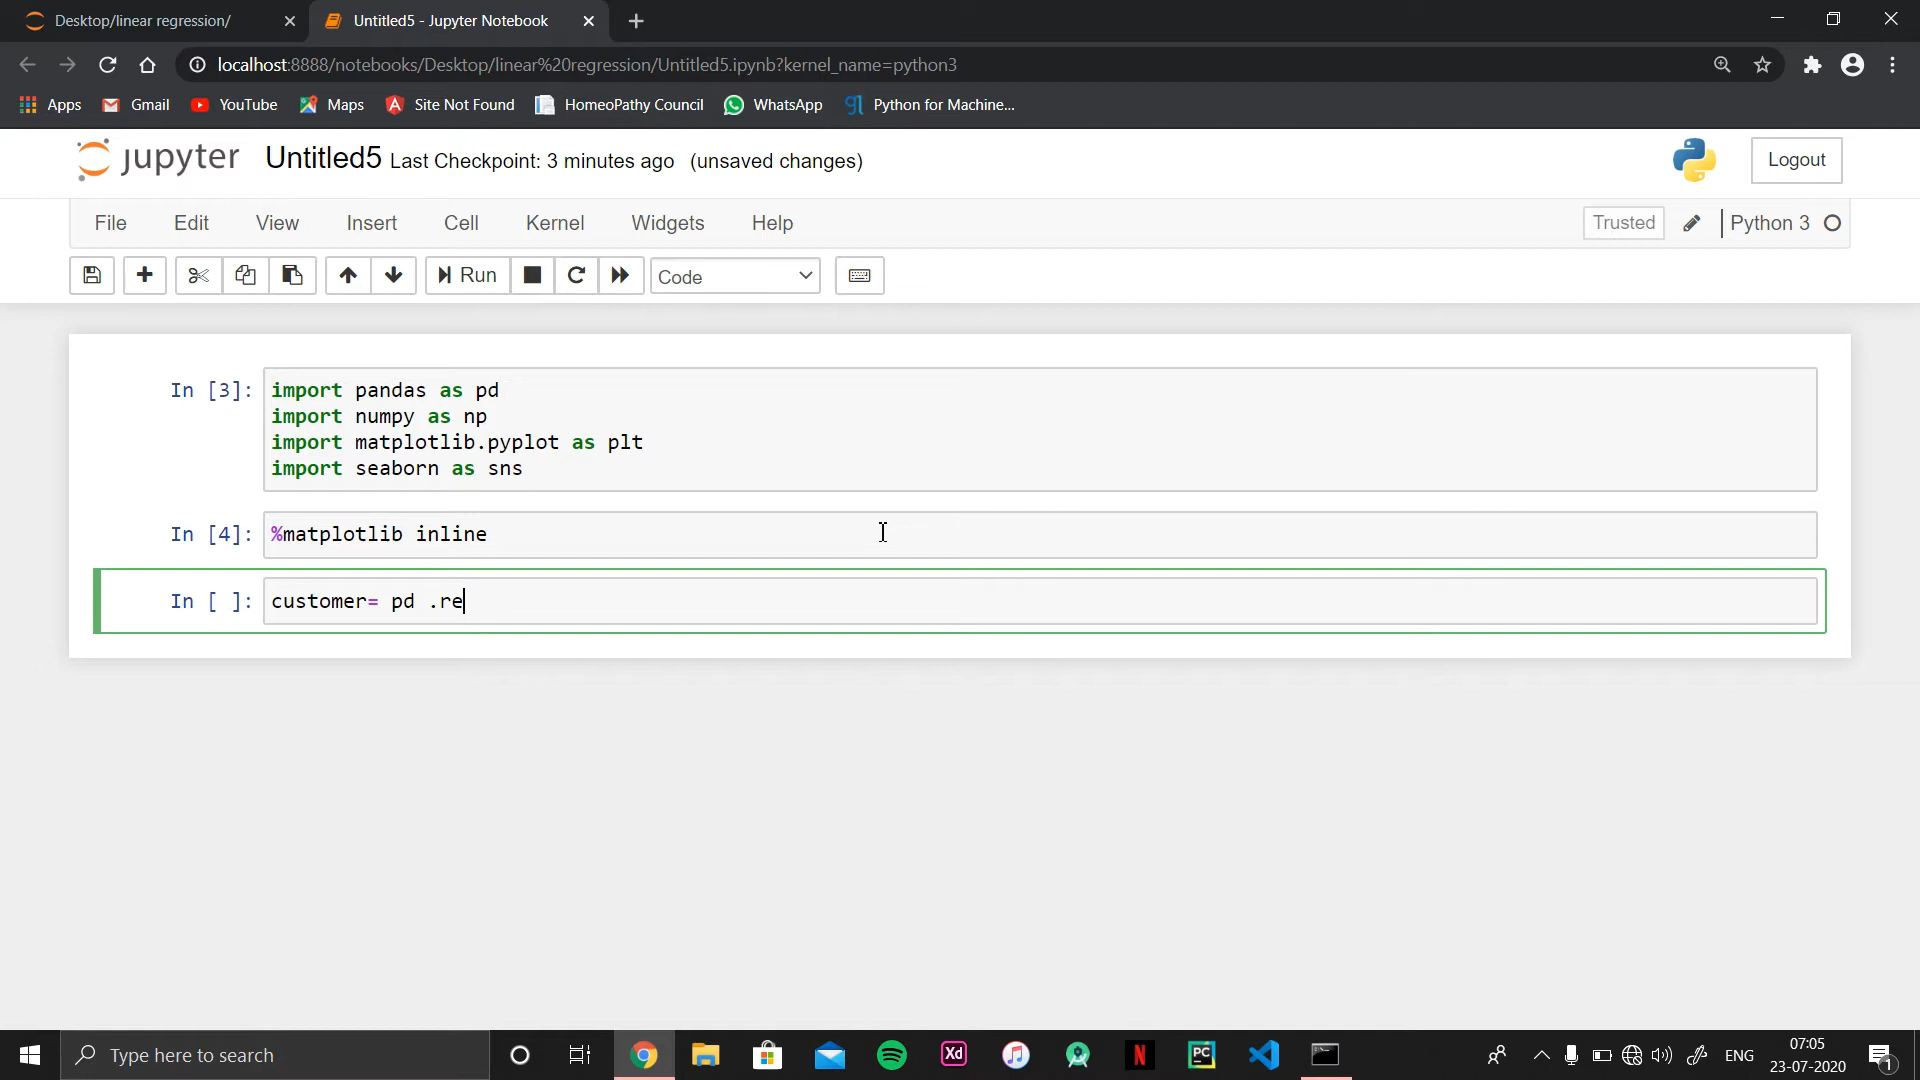 Desktop/linear regression/
Untitled5 - Jupyter Notebook
localhost:8888/notebooks/Desktop/linear%20regression/Untitled5.ipynb?kernel_name=python3
Apps Gmail YouTube Maps Site Not Found HomeoPathy Council WhatsApp Python for Machine...
jupyter Untitled5 Last Checkpoint: 3 minutes ago (unsaved changes) Logout
File Edit View Insert Cell Kernel Widgets Help Trusted Python 3
Run Code
In [3]: import pandas as pd
import numpy as np
import matplotlib.pyplot as plt
import seaborn as sns
In [4]: %matplotlib inline
In [ ]: customer= pd .re
Type here to search
Xd
N
PC
ENG
07:05
23-07-2020
1